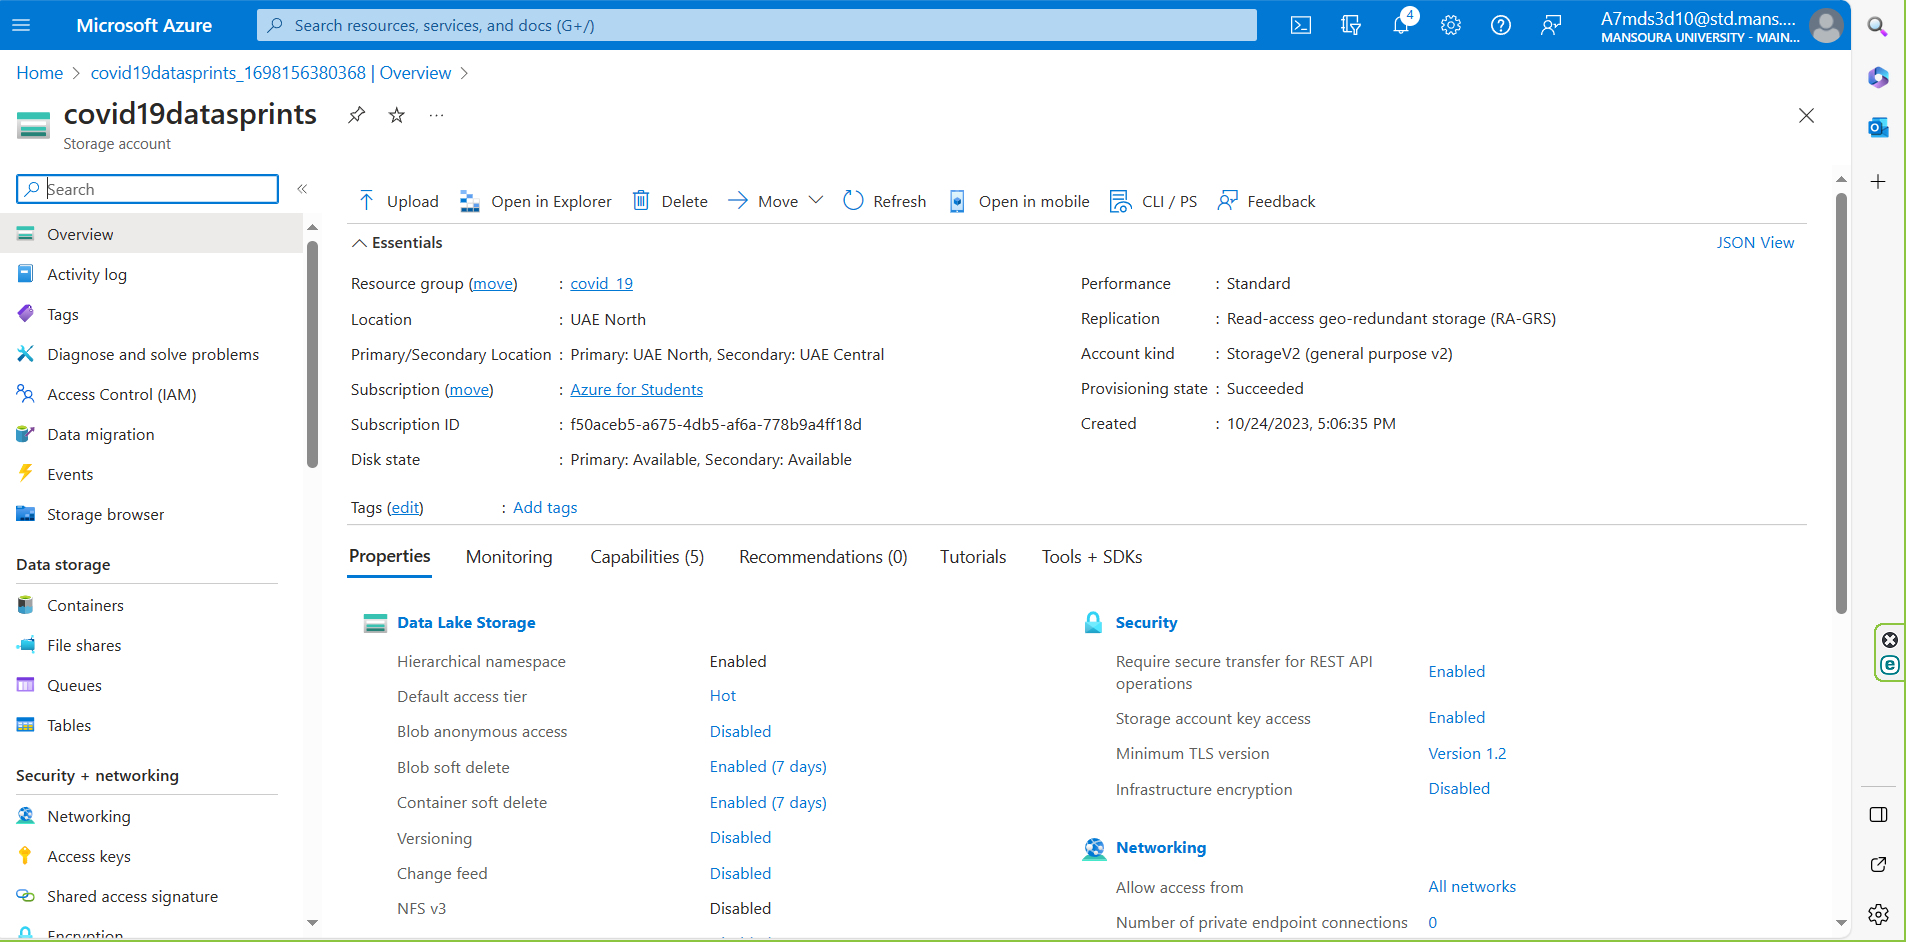 Microsoft Azure
Search resources, services, and docs (G+/)
4
A7mds3d10@std.mans....
MANSOURA UNIVERSITY - MAIN...
Home > covid19datasprints_1698156380368 | Overview >
covid19datasprints
Storage account
Search
Overview
Activity log
Tags
Diagnose and solve problems
Access Control (IAM)
Data migration
Events
Storage browser
Data storage
Containers
File shares
Queues
Tables
Security + networking
Networking
Access keys
Shared access signature
Encryption
Upload Open in Explorer Delete Move Refresh Open in mobile CLI / PS Feedback
Essentials JSON View
Resource group (move) : covid_19
Location : UAE North
Primary/Secondary Location : Primary: UAE North, Secondary: UAE Central
Subscription (move) : Azure for Students
Subscription ID : f50aceb5-a675-4db5-af6a-778b9a4ff18d
Disk state : Primary: Available, Secondary: Available
Performance : Standard
Replication : Read-access geo-redundant storage (RA-GRS)
Account kind : StorageV2 (general purpose v2)
Provisioning state : Succeeded
Created : 10/24/2023, 5:06:35 PM
Tags (edit) : Add tags
Properties Monitoring Capabilities (5) Recommendations (0) Tutorials Tools + SDKs
Data Lake Storage
Hierarchical namespace Enabled
Default access tier Hot
Blob anonymous access Disabled
Blob soft delete Enabled (7 days)
Container soft delete Enabled (7 days)
Versioning Disabled
Change feed Disabled
NFS v3 Disabled
Security
Require secure transfer for REST API
operations Enabled
Storage account key access Enabled
Minimum TLS version Version 1.2
Infrastructure encryption Disabled
Networking
Allow access from All networks
Number of private endpoint connections 0